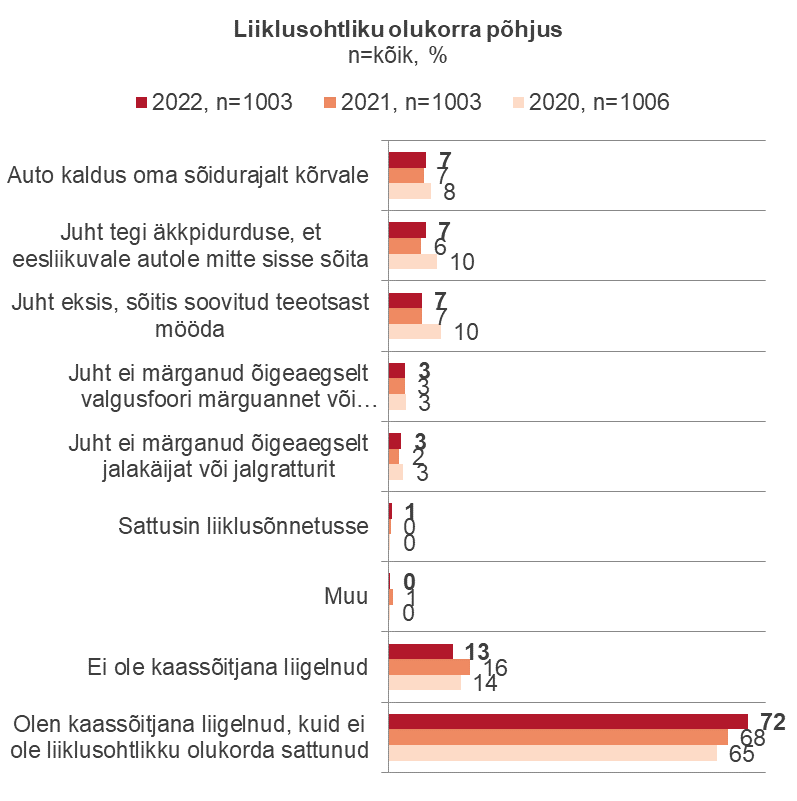 Liiklusohtliku olukorra põhjus
n=kõik, %
2022, n=1003
2021, n=1003
2020, n=1006
Auto kaldus oma sõidurajalt kõrvale
7
7
8
Juht tegi äkkpidurduse, et
eesliikuvale autole mitte sisse sõita
7
6
10
Juht eksis, sõitis soovitud teeotsast
mööda
7
7
10
Juht ei märganud õigeaegselt
valgusfoori märguannet või…
3
3
3
Juht ei märganud õigeaegselt
jalakäijat või jalgratturit
3
2
3
Sattusin liiklusõnnetusse
1
0
0
Muu
0
1
0
Ei ole kaassõitjana liigelnud
13
16
14
Olen kaassõitjana liigelnud, kuid ei
ole liiklusohtlikku olukorda sattunud
72
68
65